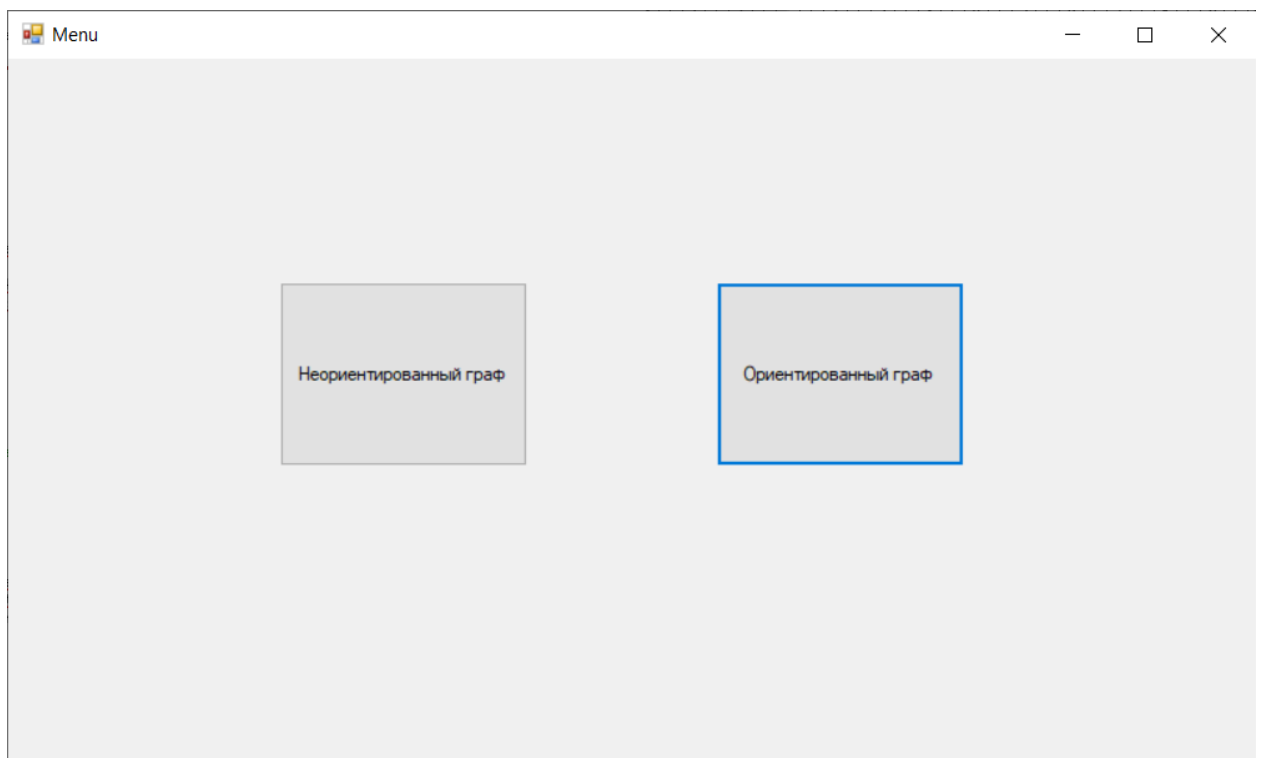 Menu
Неориентированный граф
Ориентированный граф